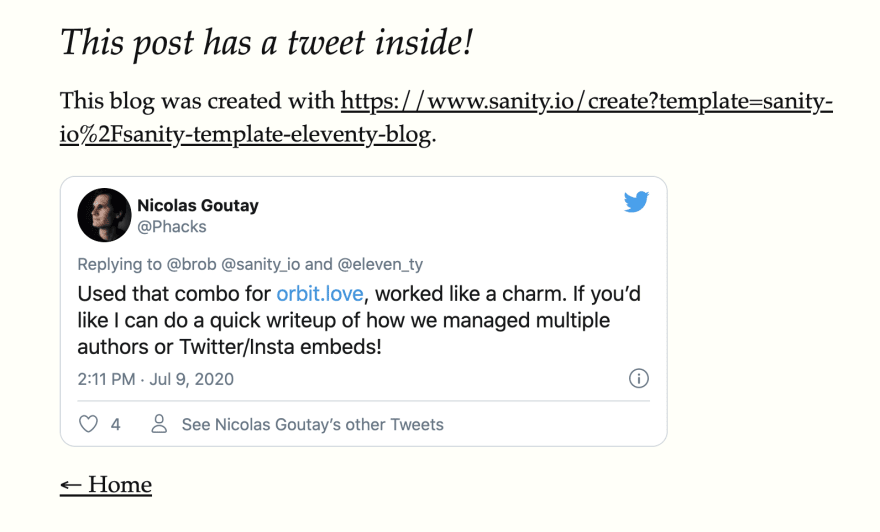 This post has a tweet inside!
This blog was created with https://www.sanity.io/create?template=sanity-
io%2Fsanity-template-eleventy-blog.
Nicolas Goutay
@Phacks
Replying to @brob @sanity_io and @eleven_ty
Used that combo for orbit.love, worked like a charm. If you’d
like I can do a quick writeup of how we managed multiple
authors or Twitter/Insta embeds!
2:11 PM · Jul 9, 2020
4 See Nicolas Goutay’s other Tweets
← Home